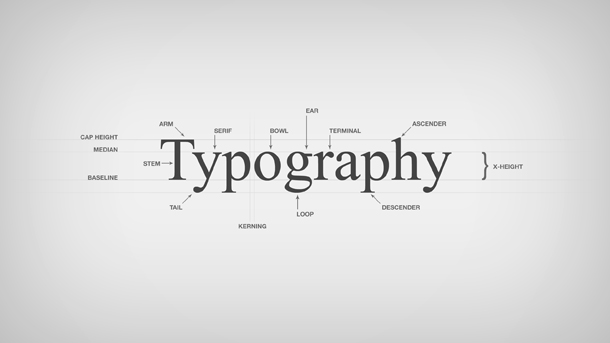 EAR
ARM
SERIF
BOWL
TERMINAL
ASCENDER
CAP HEIGHT
MEDIAN
Typography
STEM
X-HEIGHT
BASELINE
TAIL
LOOP
DESCENDER
KERNING